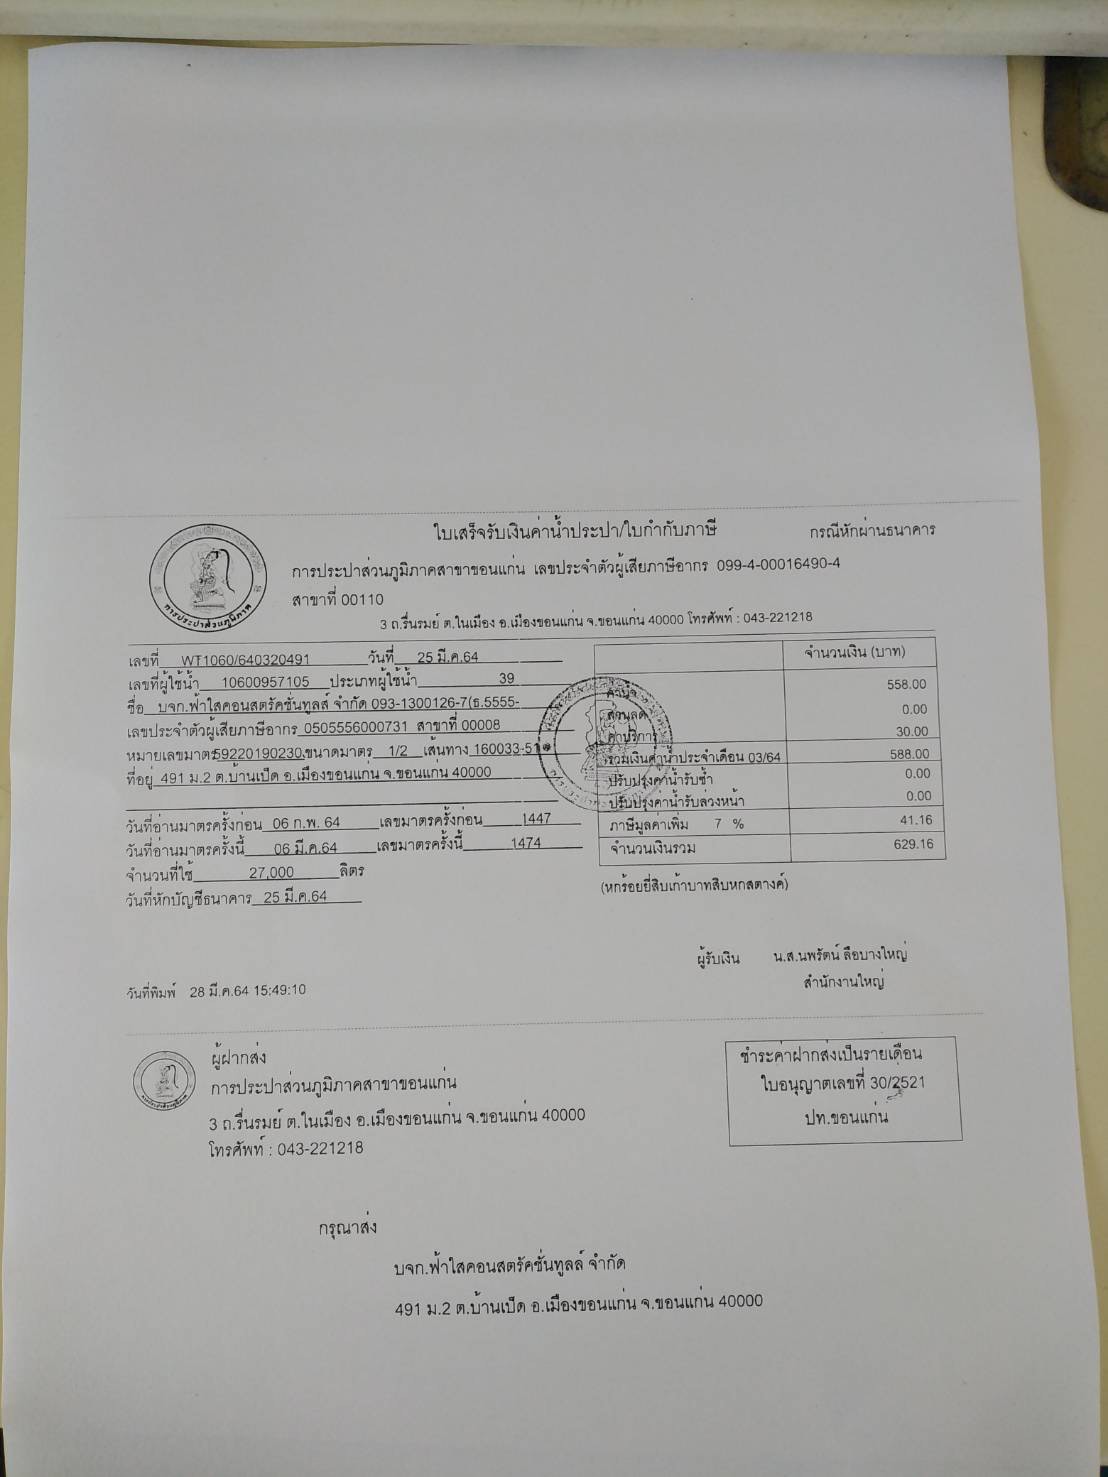 ใบเสร็จรับเงินค่าน้ำประปา/ใบกำกับภาษี กรณีหักผ่านธนาคาร
การประปาส่วนภูมิภาคสาขาขอนแก่น เลขประจำตัวผู้เสียภาษีอากร 099-4-00016490-4
สาขาที่ 00110
3 ถ.รื่นรมย์ ต.ในเมือง อ.เมืองขอนแก่น จ.ขอนแก่น 40000 โทรศัพท์ : 043-221218
การประปาส่วนภูมิภาค
เลขที่ WT1060/640320491 วันที่ 25 มี.ค.64
เลขที่ผู้ใช้น้ำ 10600957105 ประเภทผู้ใช้น้ำ 39
ชื่อ บจก.ฟ้าใสคอนสตรัคชั่นทูลส์ จำกัด 093-1300126-7(ธ.5555-
เลขประจำตัวผู้เสียภาษีอากร 0505556000731 สาขาที่ 00008
หมายเลขมาตร 59220190230 ขนาดมาตร 1/2 เส้นทาง 160033-510
ที่อยู่ 491 ม.2 ต.บ้านเป็ด อ.เมืองขอนแก่น จ.ขอนแก่น 40000
วันที่อ่านมาตรครั้งก่อน 06 ก.พ. 64 เลขมาตรครั้งก่อน 1447
วันที่อ่านมาตรครั้งนี้ 06 มี.ค.64 เลขมาตรครั้งนี้ 1474
จำนวนที่ใช้ 27,000 ลิตร
วันที่หักบัญชีธนาคาร 25 มี.ค.64
จำนวนเงิน (บาท)
ค่าน้ำ 558.00
ส่วนลด 0.00
ค่าบริการ 30.00
รวมเงินค่าน้ำประจำเดือน 03/64 588.00
ปรับปรุงค่าน้ำรับซ้ำ 0.00
ปรับปรุงค่าน้ำรับล่วงหน้า 0.00
ภาษีมูลค่าเพิ่ม 7 % 41.16
จำนวนเงินรวม 629.16
(หกร้อยยี่สิบเก้าบาทสิบหกสตางค์)
ผู้รับเงิน น.ส.นพรัตน์ ลือบางใหญ่
สำนักงานใหญ่
วันที่พิมพ์ 28 มี.ค.64 15:49:10
ผู้ฝากส่ง
การประปาส่วนภูมิภาคสาขาขอนแก่น
3 ถ.รื่นรมย์ ต.ในเมือง อ.เมืองขอนแก่น จ.ขอนแก่น 40000
โทรศัพท์ : 043-221218
ชำระค่าฝากส่งเป็นรายเดือน
ใบอนุญาตเลขที่ 30/2521
ปท.ขอนแก่น
กรุณาส่ง
บจก.ฟ้าใสคอนสตรัคชั่นทูลส์ จำกัด
491 ม.2 ต.บ้านเป็ด อ.เมืองขอนแก่น จ.ขอนแก่น 40000